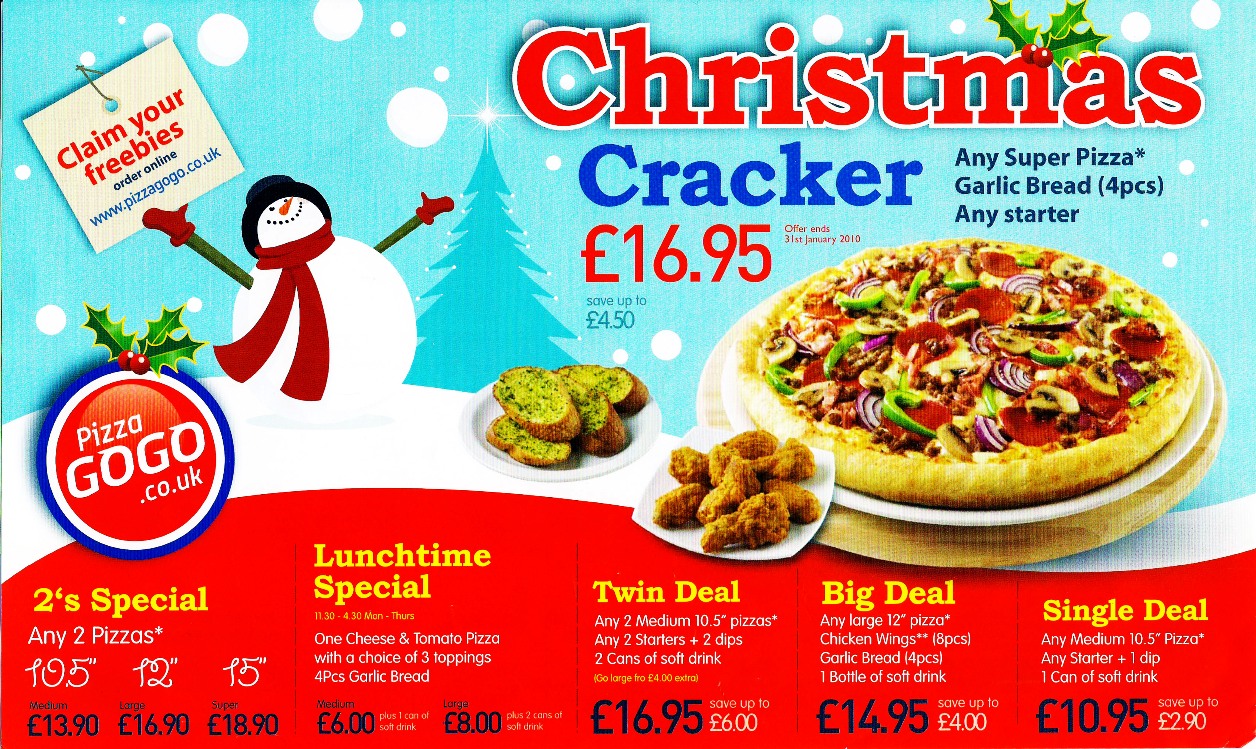 Claim your
freebies
order online
www.pizzagogo.co.uk
Christmas
Cracker
Any Super Pizza*
Garlic Bread (4pcs)
Any starter
£16.95
Offer ends
31st January 2010
save up to
£4.50
Pizza
GOGO
.co.uk
2's Special
Any 2 Pizzas*
10.5" 12" 15"
Medium Large Super
£13.90 £16.90 £18.90
Lunchtime
Special
11.30 - 4.30 Mon - Thurs
One Cheese & Tomato Pizza
with a choice of 3 toppings
4Pcs Garlic Bread
Medium
£6.00 plus 1 can of
soft drink
Large
£8.00 plus 2 cans of
soft drink
Twin Deal
Any 2 Medium 10.5" pizzas*
Any 2 Starters + 2 dips
2 Cans of soft drink
(Go large fro £4.00 extra)
£16.95 save up to
£6.00
Big Deal
Any large 12" pizza*
Chicken Wings** (8pcs)
Garlic Bread (4pcs)
1 Bottle of soft drink
£14.95 save up to
£4.00
Single Deal
Any Medium 10.5" Pizza*
Any Starter + 1 dip
1 Can of soft drink
£10.95 save up to
£2.90